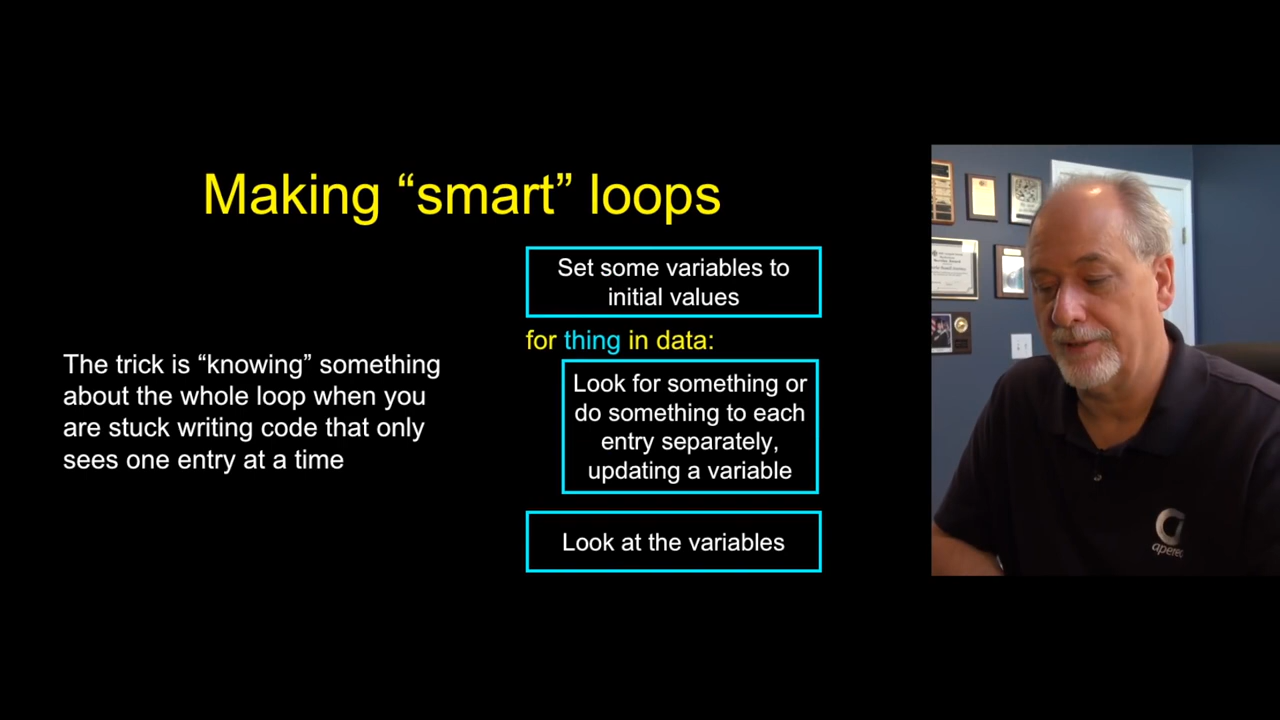 Making “smart” loops
The trick is “knowing” something
about the whole loop when you
are stuck writing code that only
sees one entry at a time
Set some variables to
initial values
for thing in data:
Look for something or
do something to each
entry separately,
updating a variable
Look at the variables